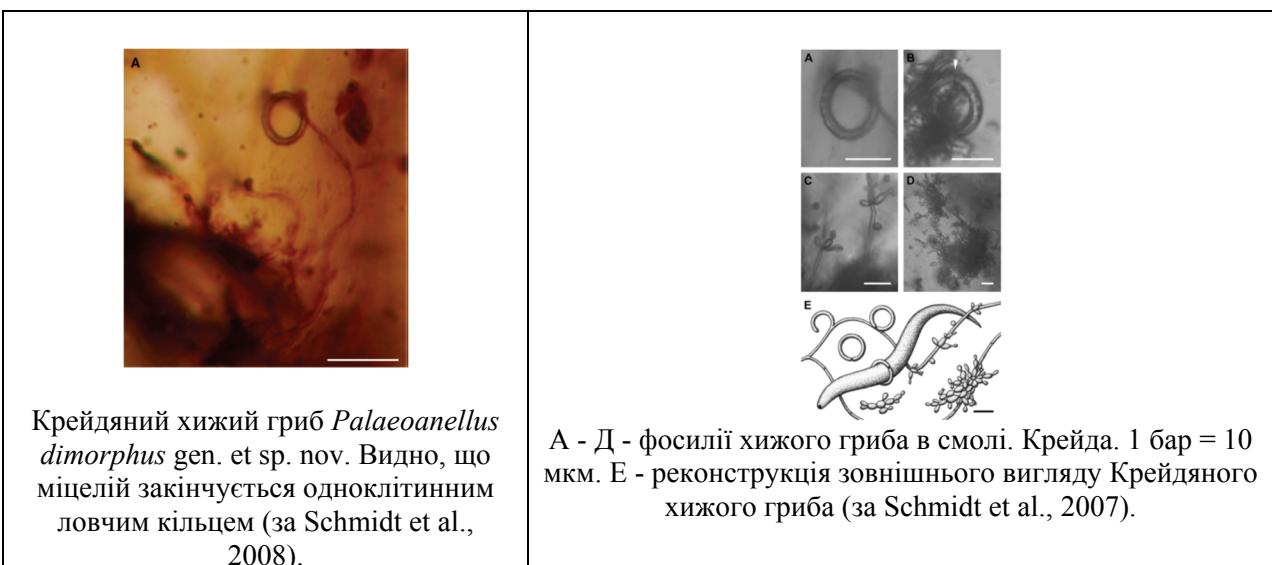 A
Крейдяний хижий гриб Palaeoanellus
dimorphus gen. et sp. nov. Видно, що
міцелій закінчується одноклітинним
ловчим кільцем (за Schmidt et al.,
2008).
A
B
C
D
E
А - Д - фосилії хижого гриба в смолі. Крейда. 1 бар = 10
мкм. Е - реконструкція зовнішнього вигляду Крейдяного
хижого гриба (за Schmidt et al., 2007).